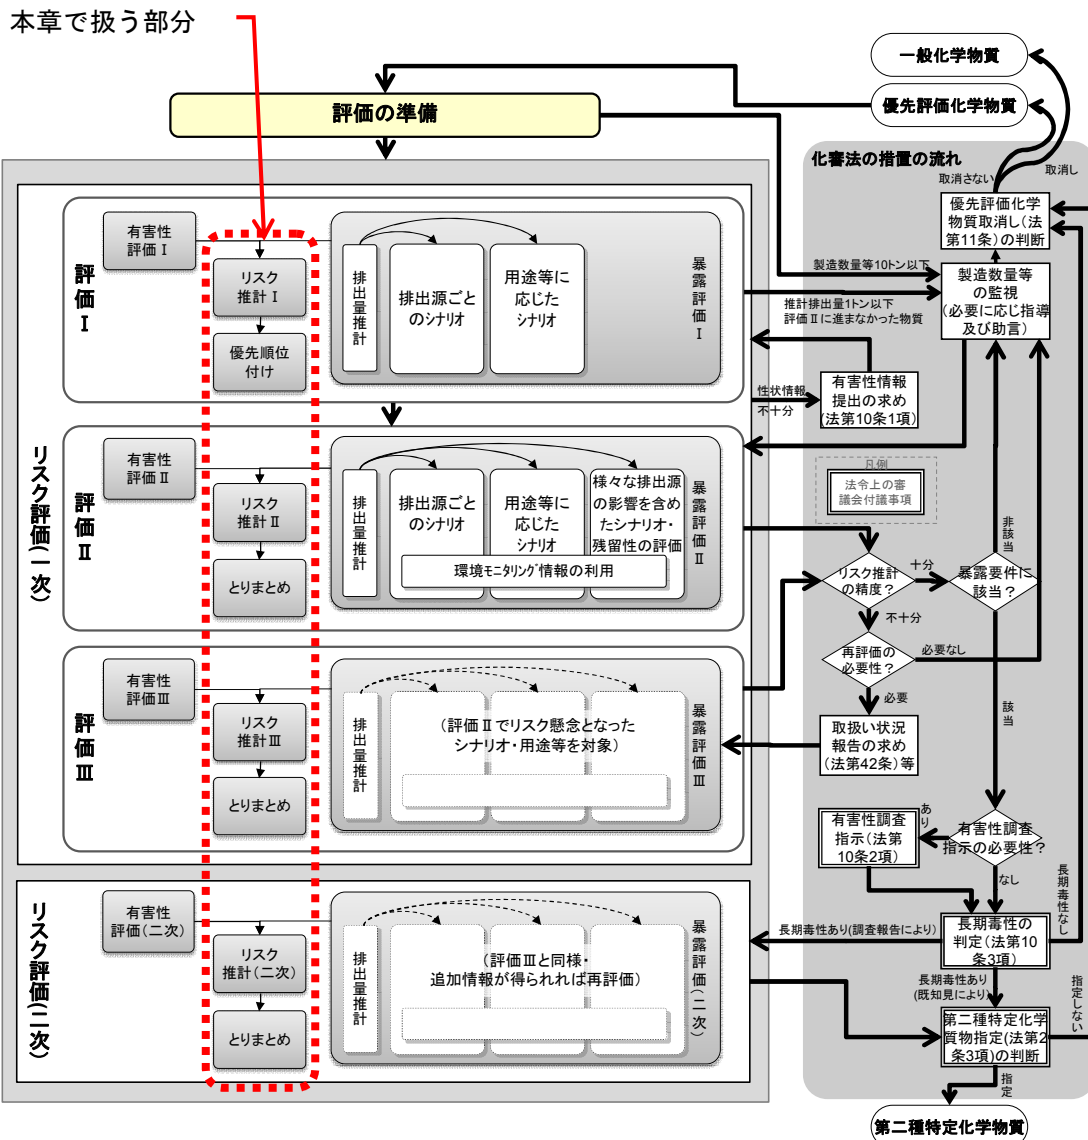 本章で扱う部分
一般化学物質
優先評価化学物質
評価の準備
化審法の措置の流れ
取消さない
取消し
優先評価化学
物質取消し(法
第11条)の判断
製造数量等10トン以下
製造数量等
の監視
(必要に応じ指導
及び助言)
推計排出量1トン以下
評価Ⅱに進まなかった物質
リスク評価(一次)
評価Ⅰ
有害性
評価Ⅰ
リスク
推計Ⅰ
優先順位
付け
排出量推計
排出源ごと
のシナリオ
用途等に
応じた
シナリオ
暴露評価Ⅰ
性状情報
不十分
有害性情報
提出の求め
(法第10条1項)
凡例
法令上の審
議会付議事項
評価Ⅱ
有害性
評価Ⅱ
リスク
推計Ⅱ
とりまとめ
排出量推計
排出源ごと
のシナリオ
用途等に
応じた
シナリオ
様々な排出源
の影響を含め
たシナリオ・
残留性の評価
環境モニタリング情報の利用
暴露評価Ⅱ
リスク推計
の精度?
十分
暴露要件に
該当?
非該当
不十分
再評価の
必要性?
必要なし
必要
該当
取扱い状況
報告の求め
(法第42条)等
評価Ⅲ
有害性
評価Ⅲ
リスク
推計Ⅲ
とりまとめ
排出量推計
(評価Ⅱでリスク懸念となった
シナリオ・用途等を対象)
暴露評価Ⅲ
有害性調査
指示(法第
10条2項)
あり
有害性調査
指示の必要性?
なし
長期毒性なし
リスク評価(二次)
有害性
評価(二次)
リスク
推計(二次)
とりまとめ
排出量推計
(評価Ⅲと同様・
追加情報が得られれば再評価)
暴露評価(二次)
長期毒性あり(調査報告により)
長期毒性の
判定(法第10
条3項)
長期毒性あり
(既知見により)
指定しない
第二種特定化学
質物指定(法第2
条3項)の判断
指定
第二種特定化学物質